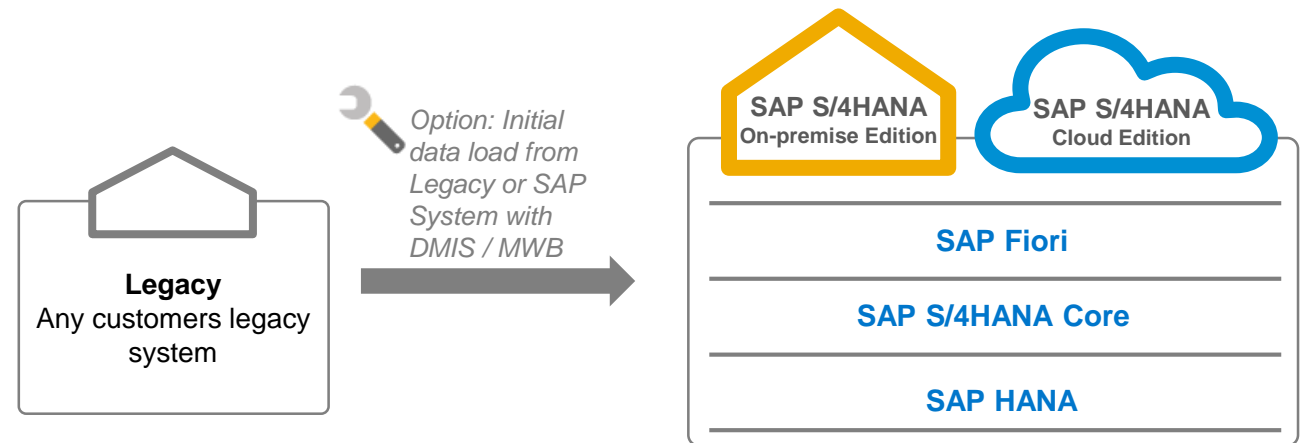 Legacy
Any customers legacy
system
Option: Initial
data load from
Legacy or SAP
System with
DMIS / MWB
SAP S/4HANA
On-premise Edition
SAP S/4HANA
Cloud Edition
SAP Fiori
SAP S/4HANA Core
SAP HANA